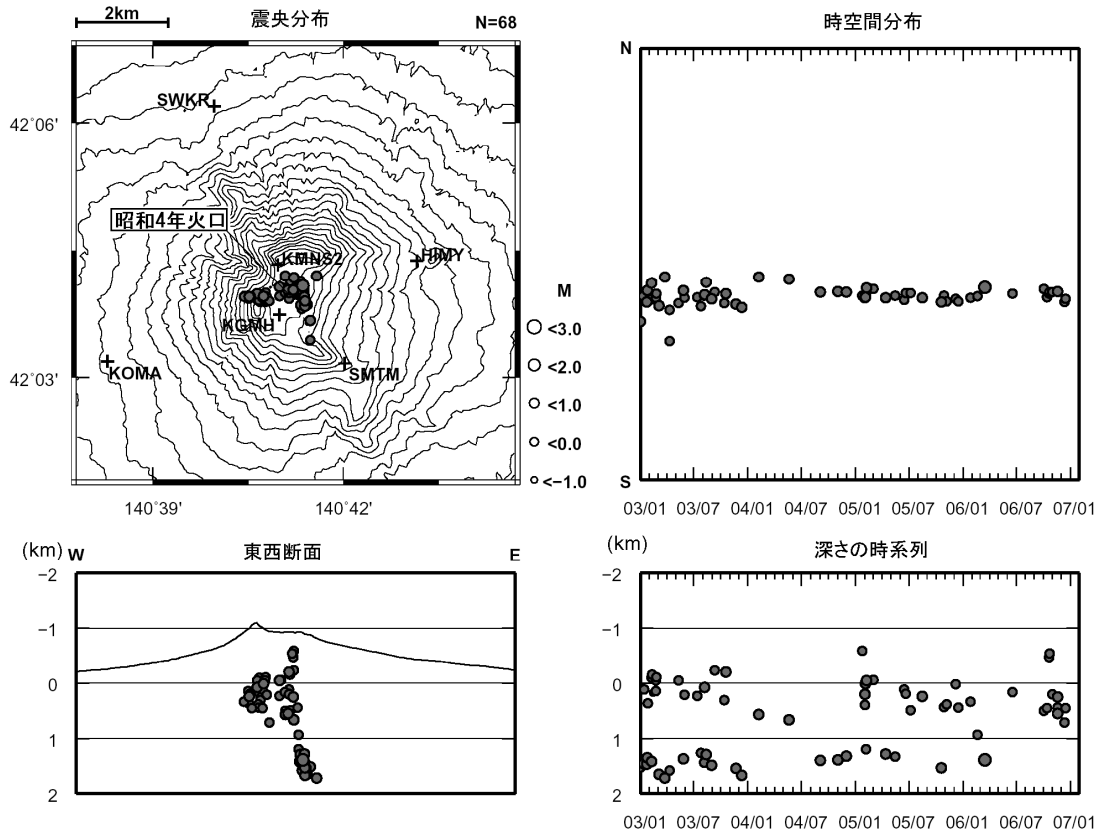 2km
震央分布
N=68
時空間分布
SWKR
42°06'
昭和4年火口
KMNS2
HIMY
KGMH
KOMA
SMTM
42°03'
140°39'
140°42'
M
<3.0
<2.0
<1.0
<0.0
<−1.0
N
S
03/01 03/07 04/01 04/07 05/01 05/07 06/01 06/07 07/01
(km)
W
東西断面
E
−2
−1
0
1
2
(km)
深さの時系列
−2
−1
0
1
2
03/01 03/07 04/01 04/07 05/01 05/07 06/01 06/07 07/01